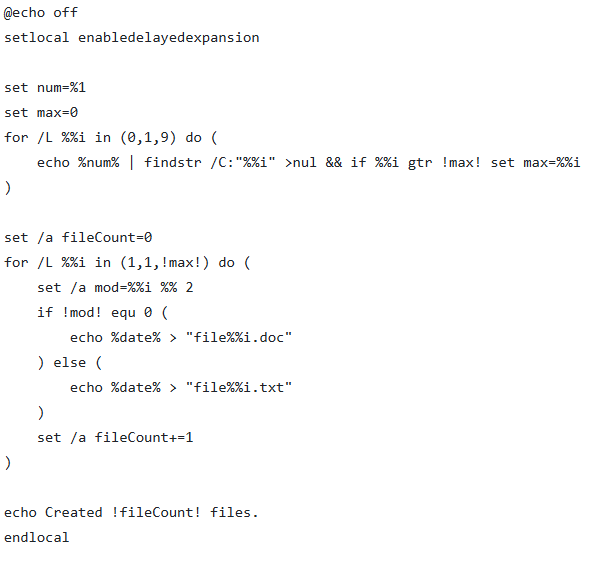 @echo off
setlocal enabledelayedexpansion

set num=%1
set max=0
for /L %%i in (0,1,9) do (
    echo %num% | findstr /C:"%%i" >nul && if %%i gtr !max! set max=%%i
)

set /a fileCount=0
for /L %%i in (1,1,!max!) do (
    set /a mod=%%i %% 2
    if !mod! equ 0 (
        echo %date% > "file%%i.doc"
    ) else (
        echo %date% > "file%%i.txt"
    )
    set /a fileCount+=1
)

echo Created !fileCount! files.
endlocal